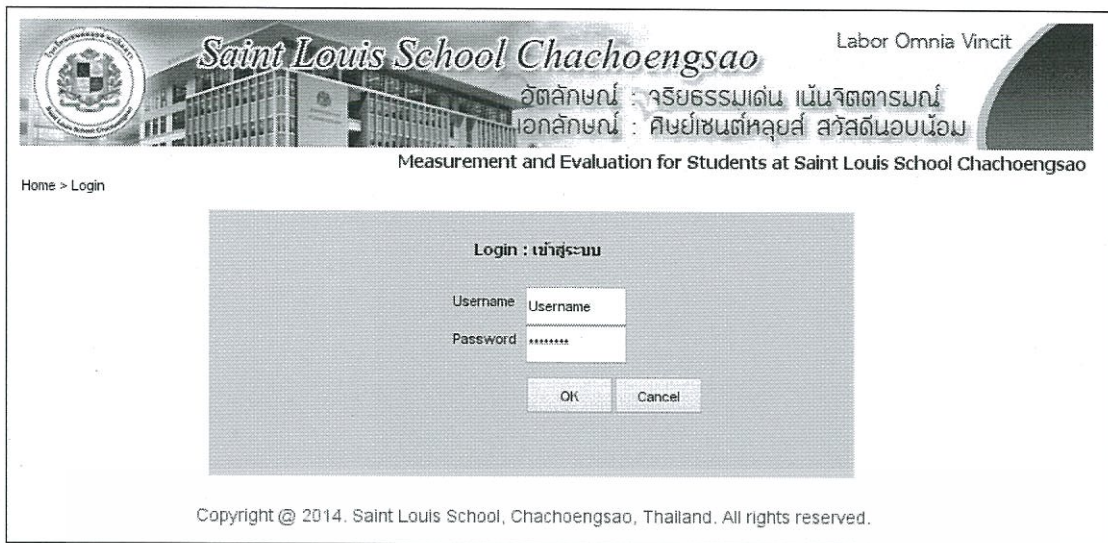 Saint Louis School Chachoengsao
Labor Omnia Vincit
อัตลักษณ์ : จริยธรรมเด่น เน้นจิตตารมณ์
เอกลักษณ์ : ศิษย์เซนต์หลุยส์ สวัสดีนอบน้อม
Measurement and Evaluation for Students at Saint Louis School Chachoengsao
Home > Login
Login : เข้าสู่ระบบ
Username Username
Password ********
OK Cancel
Copyright @ 2014. Saint Louis School, Chachoengsao, Thailand. All rights reserved.